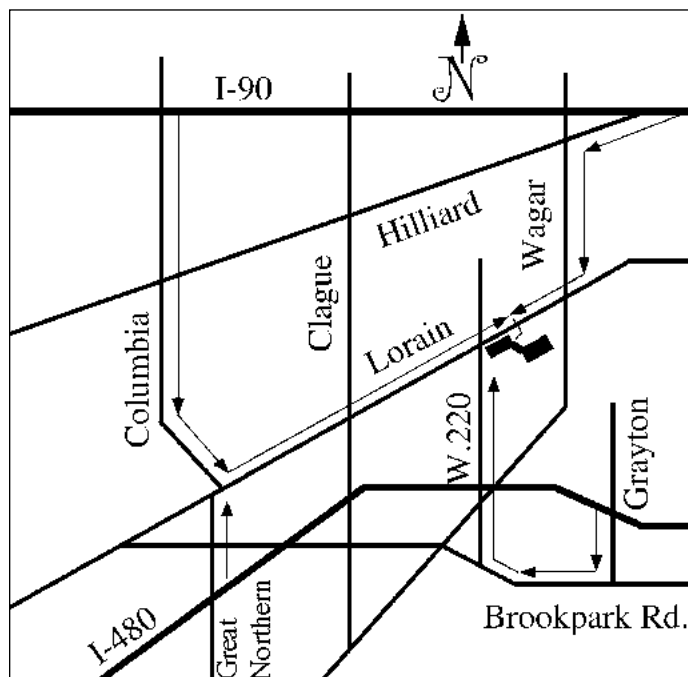 I-90
N
Hilliard
Wagar
Clague
Columbia
Lorain
W.220
Grayton
Brookpark Rd.
I-480
Great
Northern